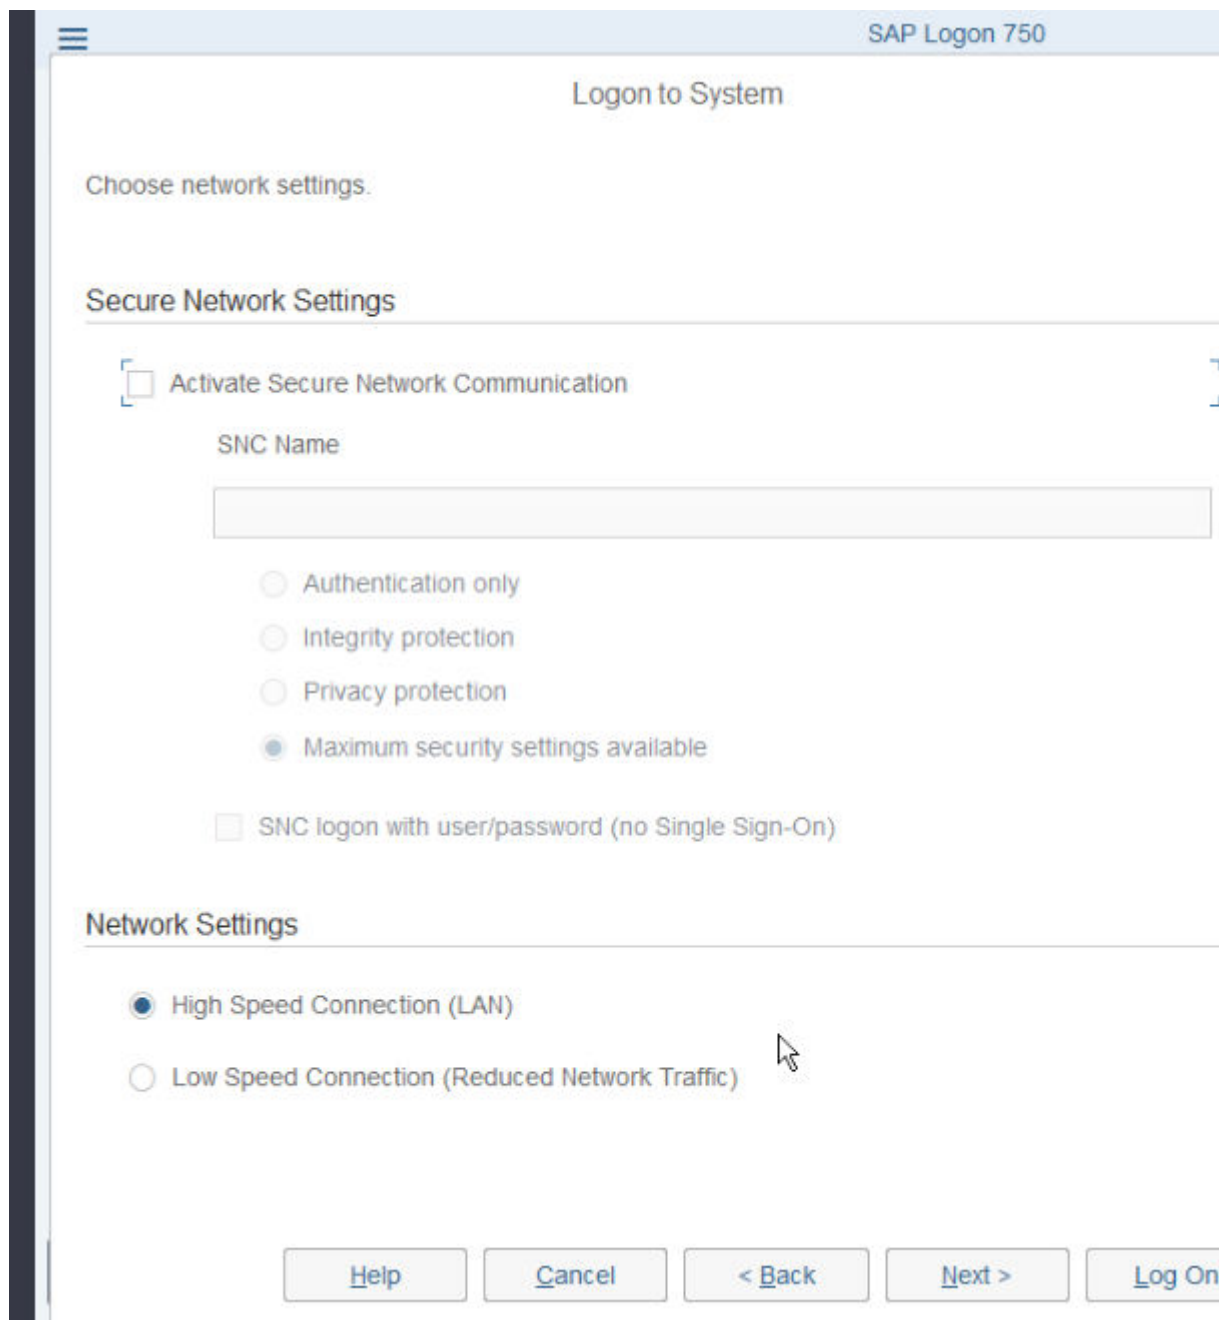 SAP Logon 750
Logon to System
Choose network settings.
Secure Network Settings
Activate Secure Network Communication
SNC Name
Authentication only
Integrity protection
Privacy protection
Maximum security settings available
SNC logon with user/password (no Single Sign-On)
Network Settings
High Speed Connection (LAN)
Low Speed Connection (Reduced Network Traffic)
Help Cancel < Back Next > Log On